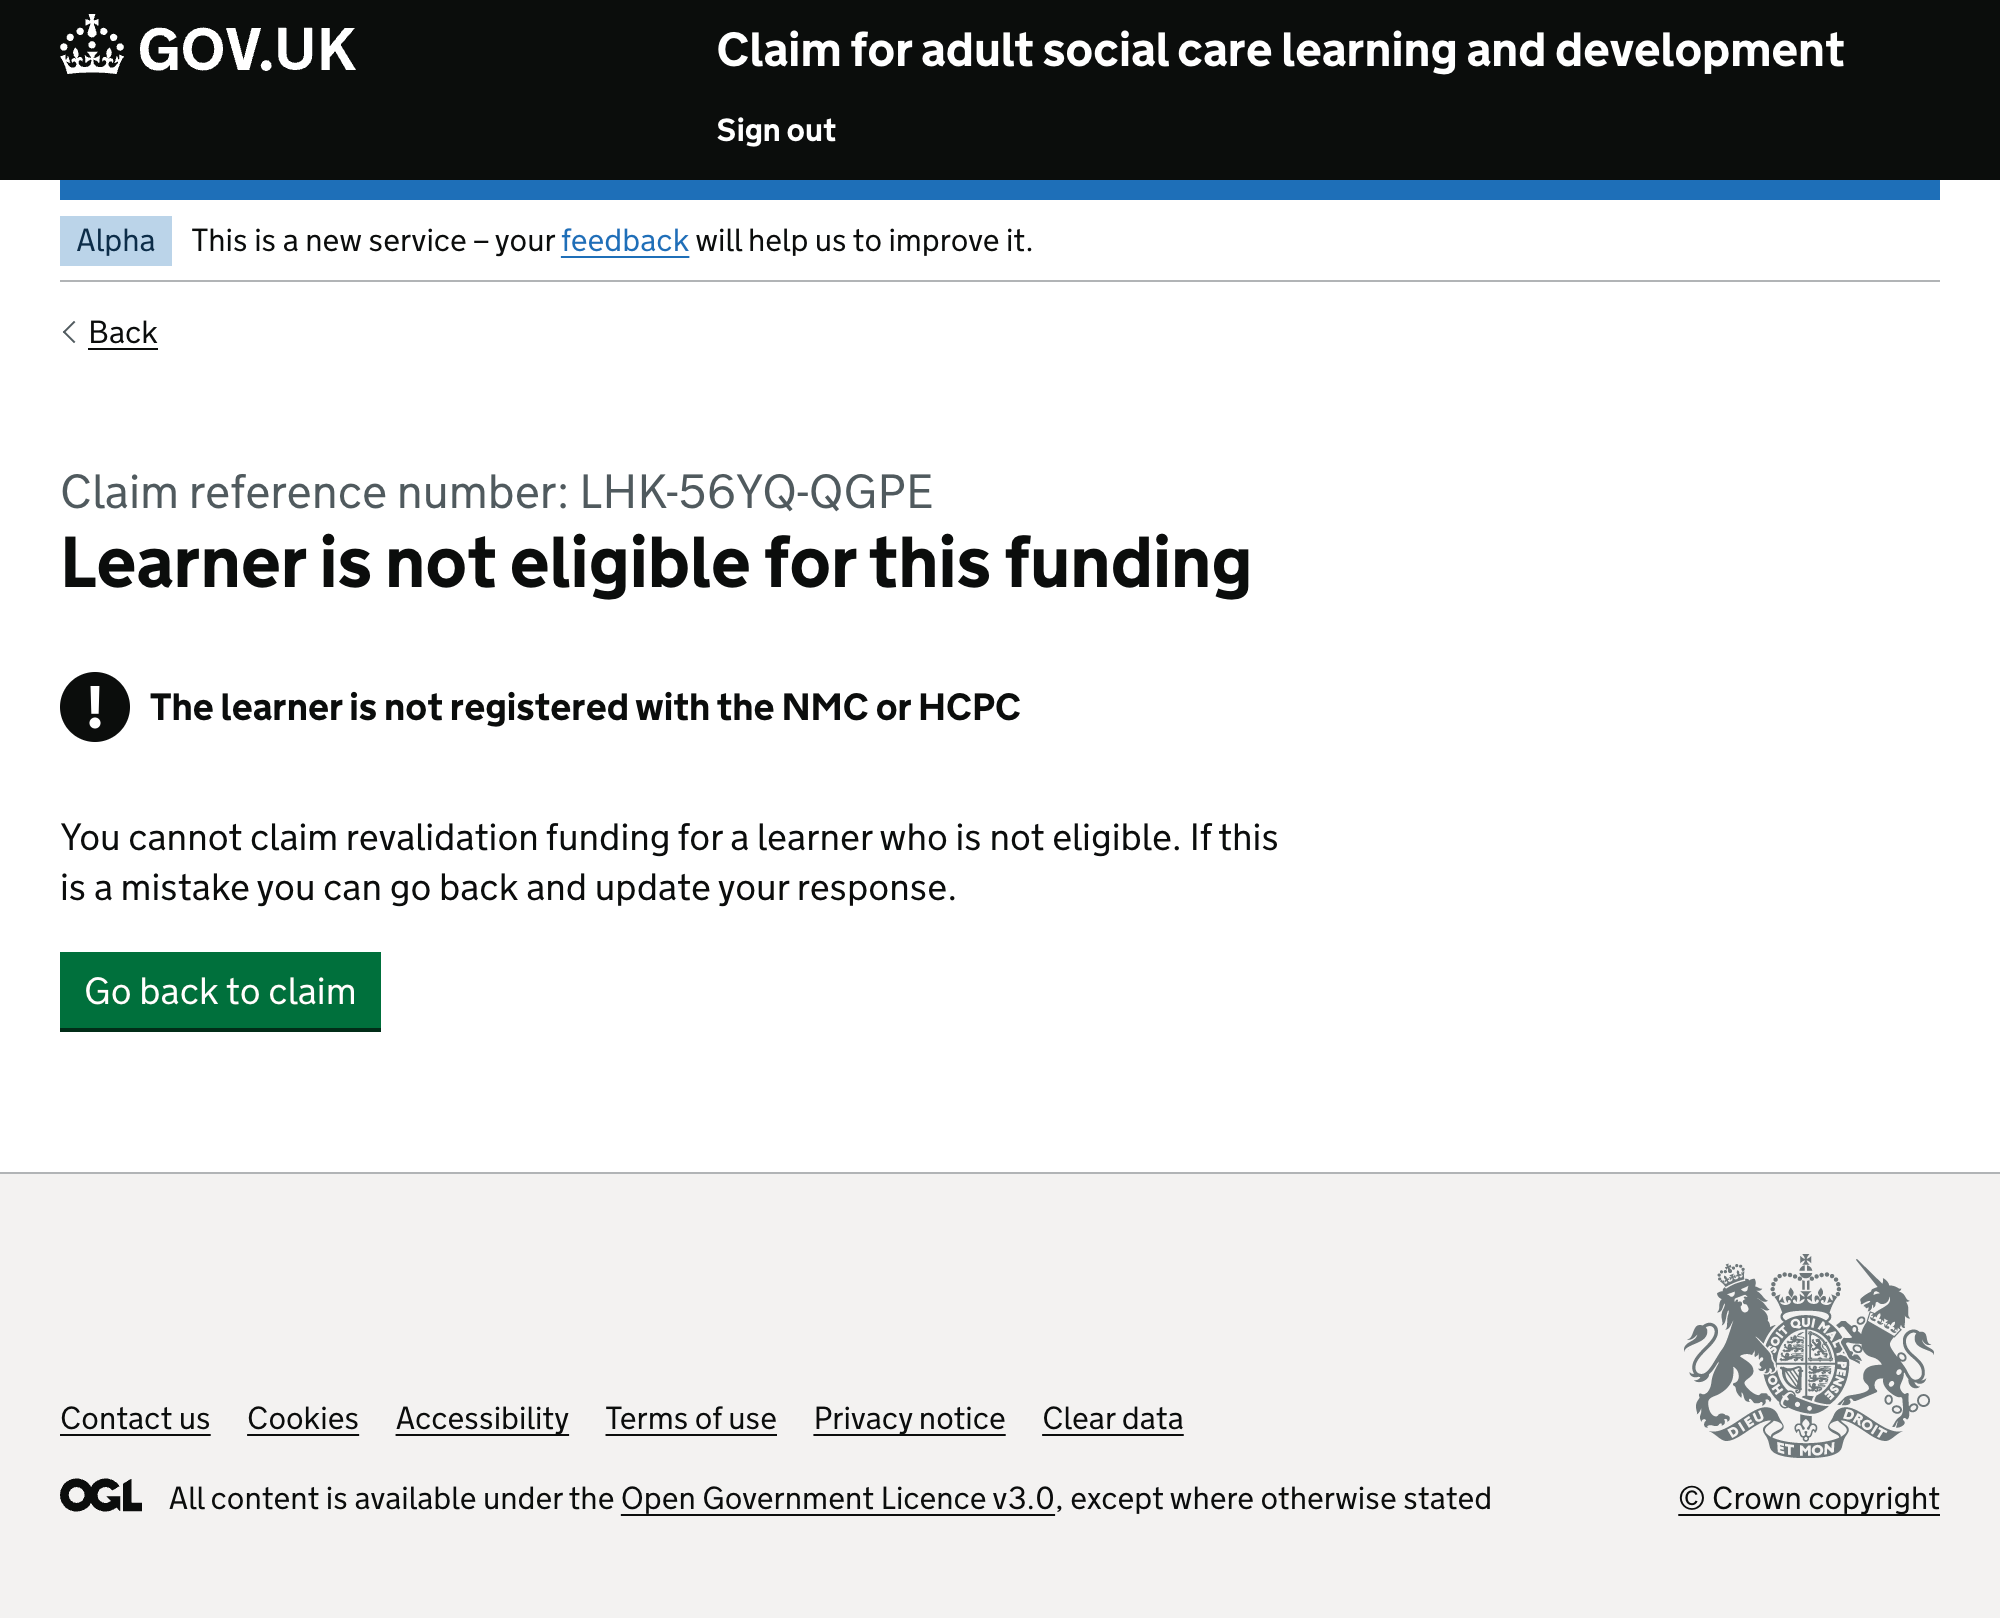 GOV.UK
Claim for adult social care learning and development
Sign out
Alpha
This is a new service – your feedback will help us to improve it.
Back
Claim reference number: LHK-56YQ-QGPE
Learner is not eligible for this funding
! The learner is not registered with the NMC or HCPC
You cannot claim revalidation funding for a learner who is not eligible. If this
is a mistake you can go back and update your response.
Go back to claim
SOIT QUI MAL Y PENSE
DIEU ET MON DROIT
Contact us Cookies Accessibility Terms of use Privacy notice Clear data
OGL All content is available under the Open Government Licence v3.0, except where otherwise stated
© Crown copyright